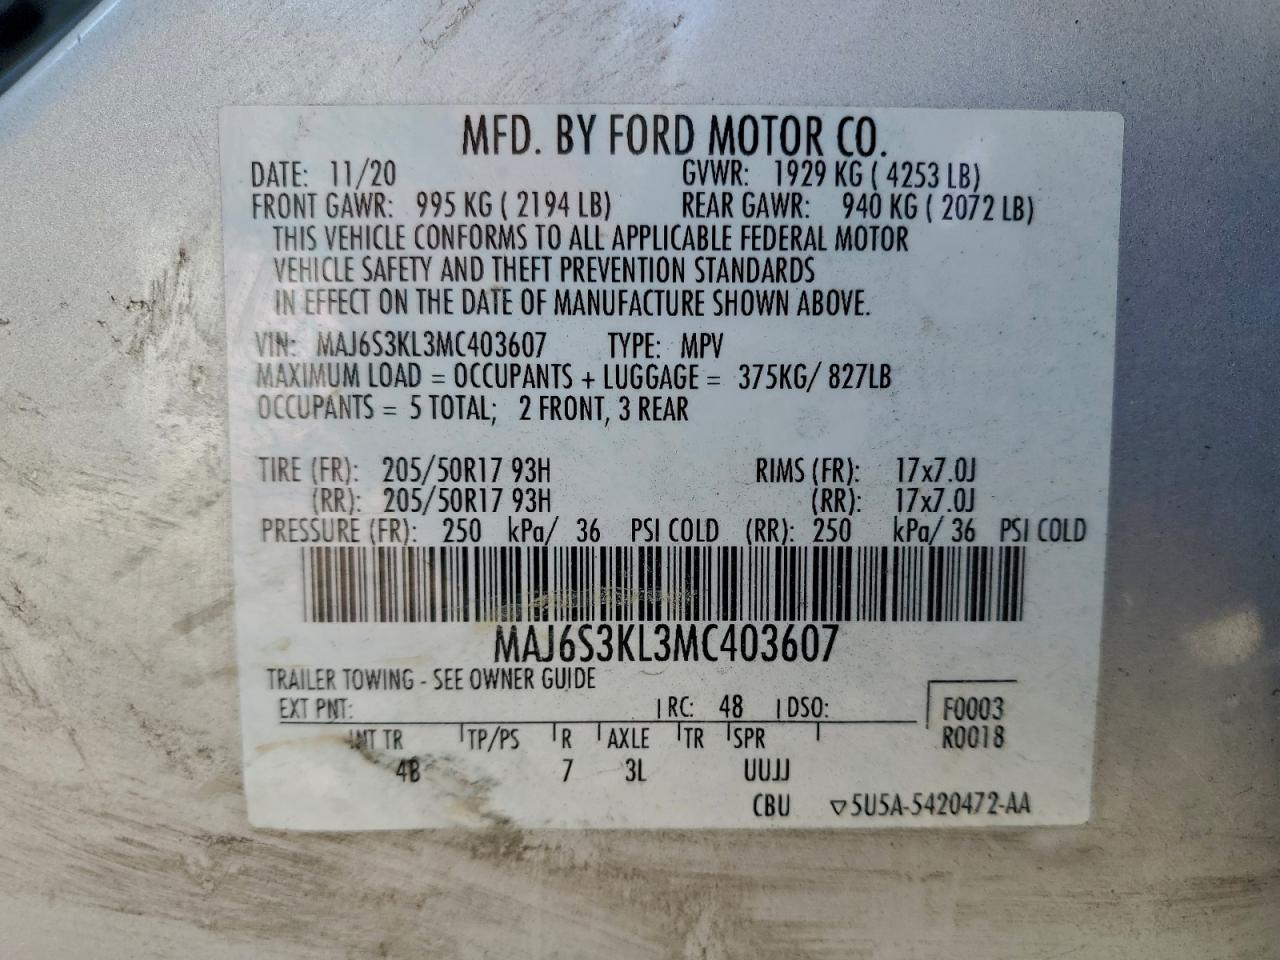 MFD. BY FORD MOTOR CO.
DATE: 11/20 GVWR: 1929 KG ( 4253 LB)
FRONT GAWR: 995 KG ( 2194 LB) REAR GAWR: 940 KG ( 2072 LB)
THIS VEHICLE CONFORMS TO ALL APPLICABLE FEDERAL MOTOR
VEHICLE SAFETY AND THEFT PREVENTION STANDARDS
IN EFFECT ON THE DATE OF MANUFACTURE SHOWN ABOVE.
VIN: MAJ6S3KL3MC403607 TYPE: MPV
MAXIMUM LOAD = OCCUPANTS + LUGGAGE = 375KG/ 827LB
OCCUPANTS = 5 TOTAL; 2 FRONT, 3 REAR
TIRE (FR): 205/50R17 93H RIMS (FR): 17x7.0J
(RR): 205/50R17 93H (RR): 17x7.0J
PRESSURE (FR): 250 kPa/ 36 PSI COLD (RR): 250 kPa/ 36 PSI COLD
MAJ6S3KL3MC403607
TRAILER TOWING - SEE OWNER GUIDE
EXT PNT: RC: 48 DSO: F0003
INT TR TP/PS R AXLE TR SPR R0018
4B 7 3L UUJJ
CBU ▽5U5A-5420472-AA